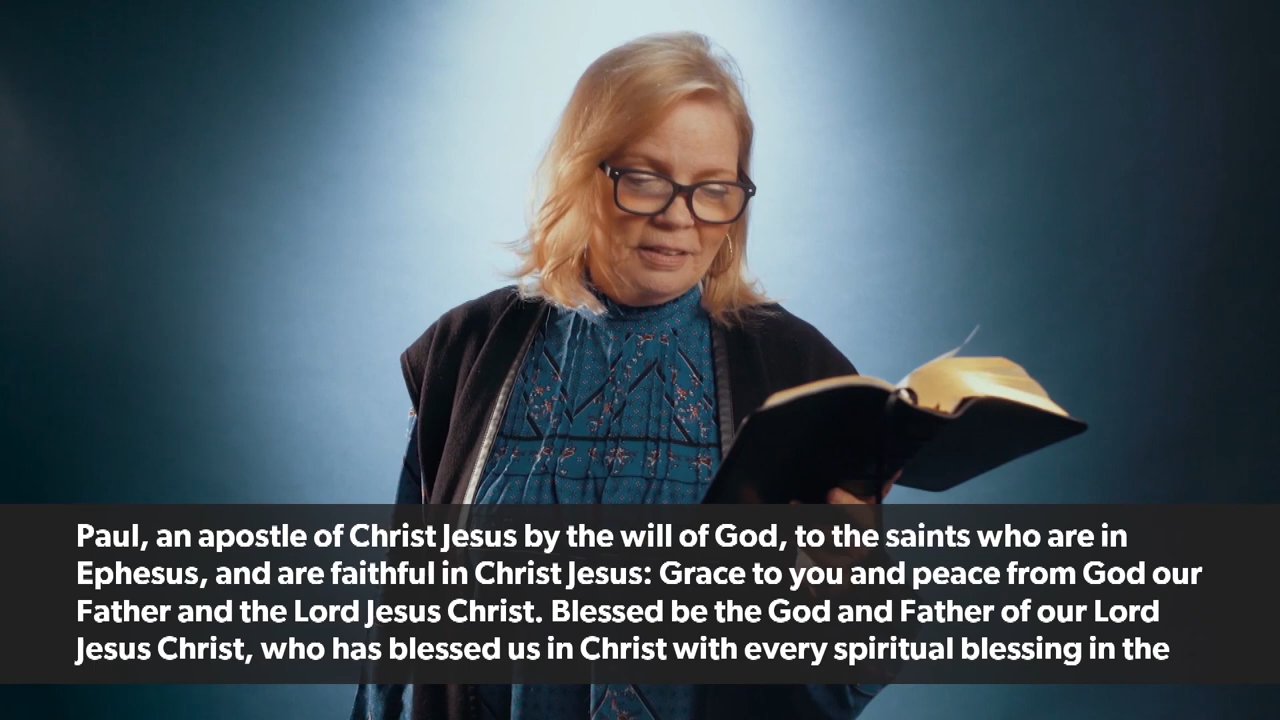 Paul, an apostle of Christ Jesus by the will of God, to the saints who are in
Ephesus, and are faithful in Christ Jesus: Grace to you and peace from God our
Father and the Lord Jesus Christ. Blessed be the God and Father of our Lord
Jesus Christ, who has blessed us in Christ with every spiritual blessing in the